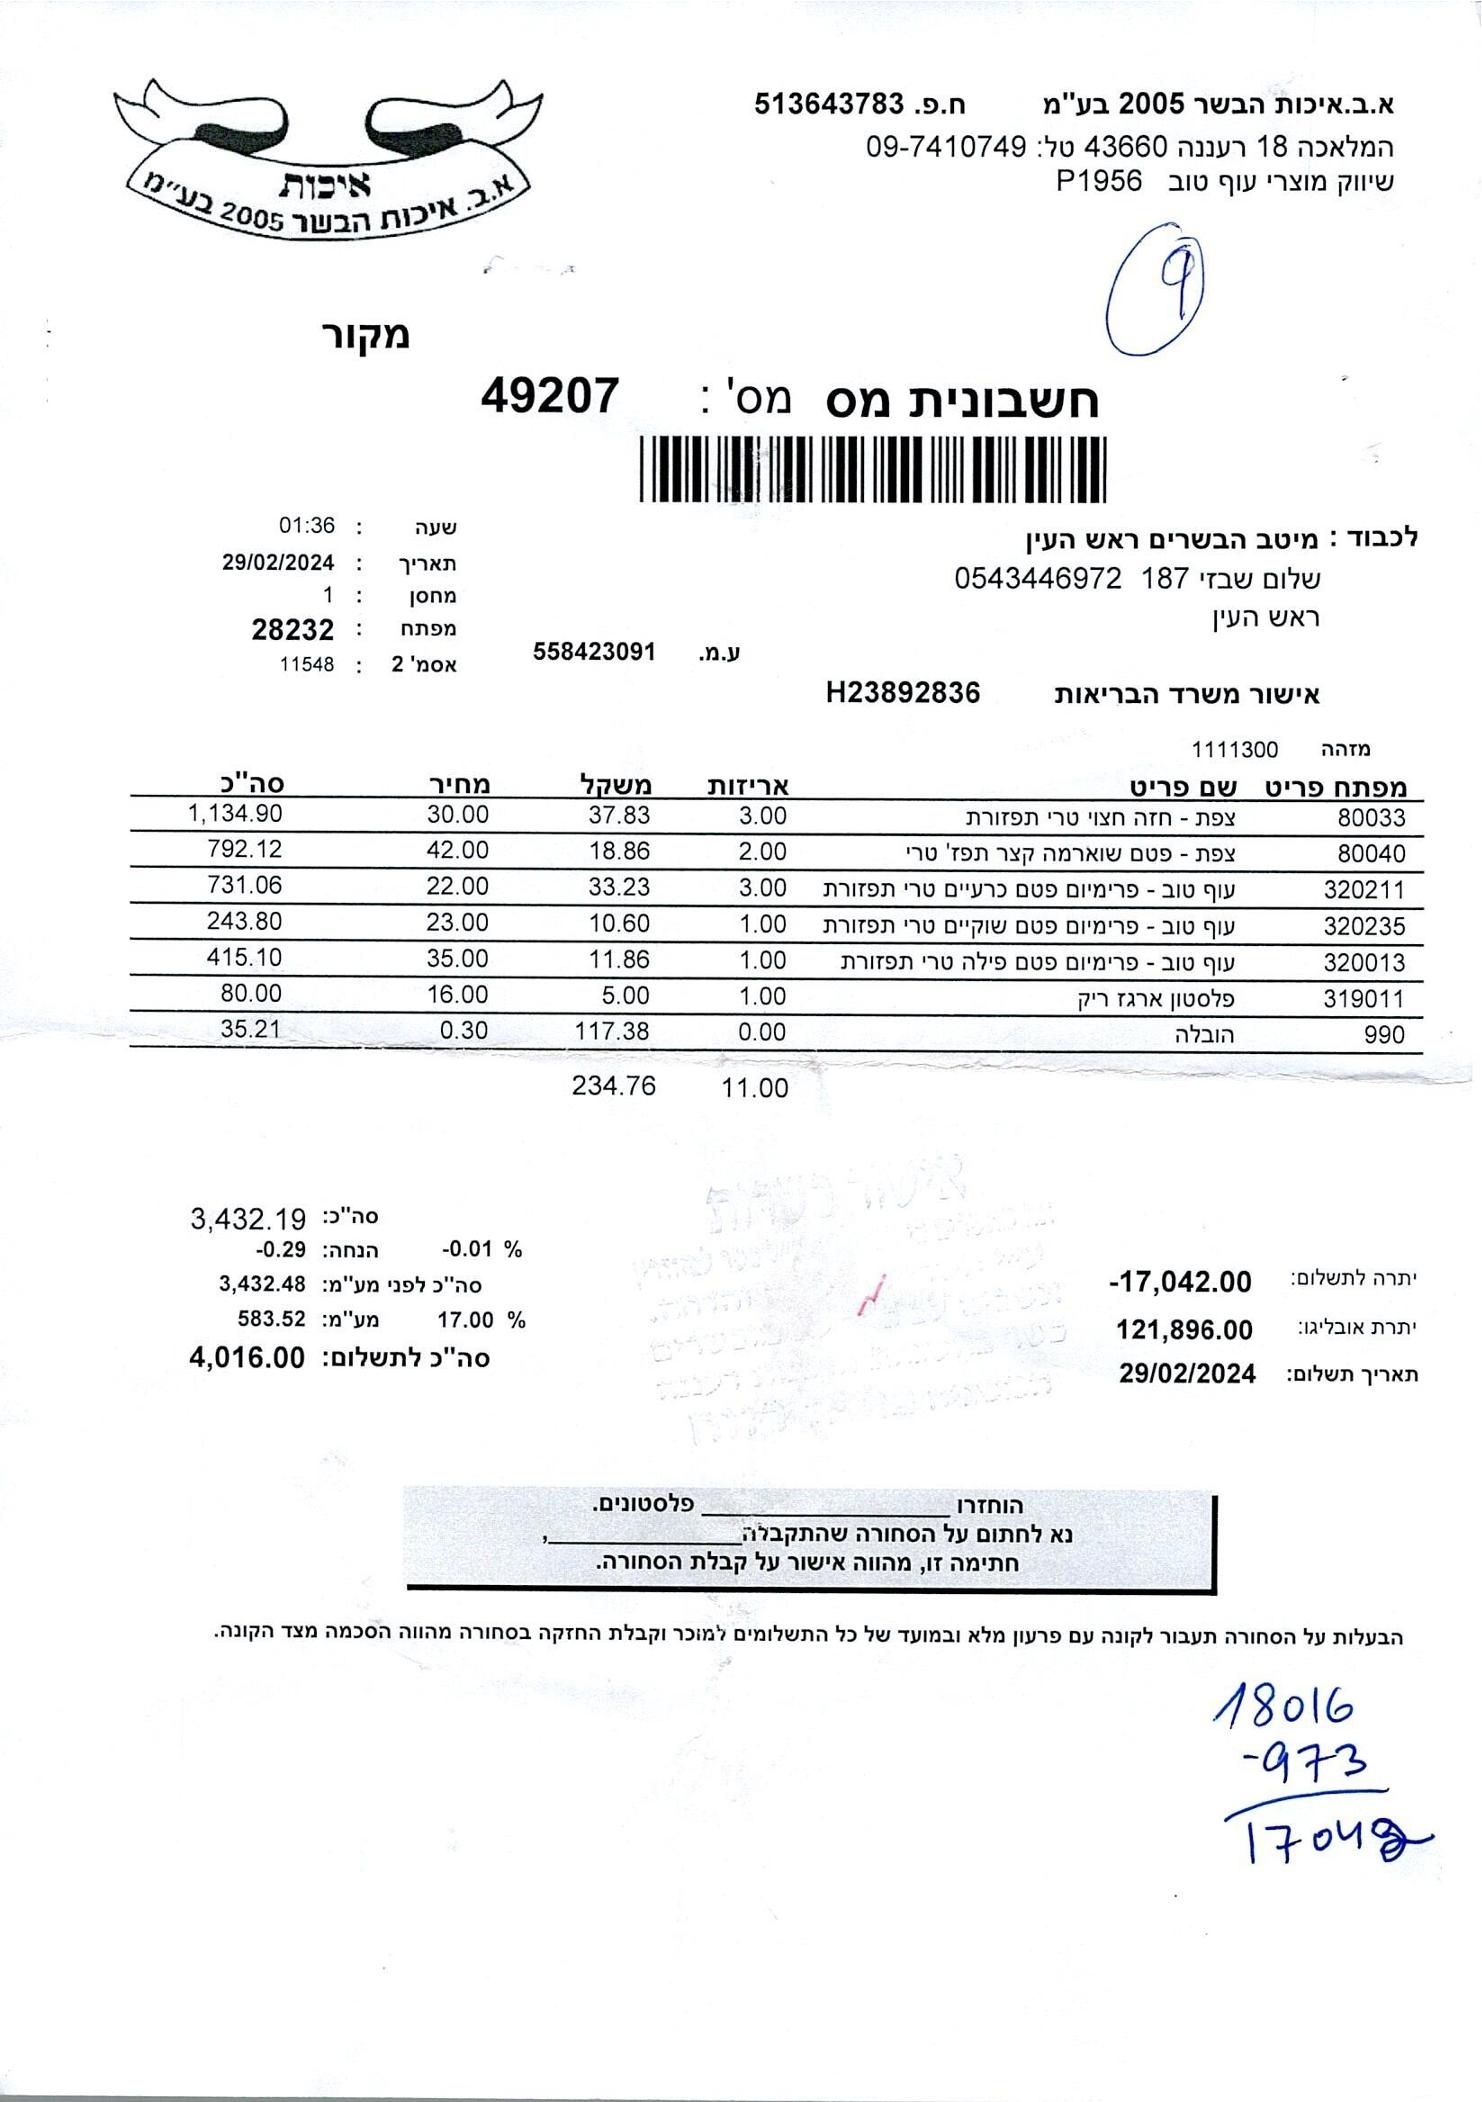 איכות
א.ב. איכות הבשר 2005 בע"מ
א.ב.איכות הבשר 2005 בע"מ ח.פ. 513643783
המלאכה 18 רעננה 43660 טל: 09-7410749
שיווק מוצרי עוף טוב P1956
9
מקור
חשבונית מס מס' : 49207
לכבוד : מיטב הבשרים ראש העין
שלום שבזי 187 0543446972
ראש העין
שעה : 01:36
תאריך : 29/02/2024
מחסן : 1
מפתח : 28232
אסמ' 2 : 11548
ע.מ. 558423091
אישור משרד הבריאות H23892836
מזהה 1111300
מפתח פריט שם פריט אריזות משקל מחיר סה"כ
80033 צפת - חזה חצוי טרי תפזורת 3.00 37.83 30.00 1,134.90
80040 צפת - פטם שוארמה קצר תפז' טרי 2.00 18.86 42.00 792.12
320211 עוף טוב - פרימיום פטם כרעיים טרי תפזורת 3.00 33.23 22.00 731.06
320235 עוף טוב - פרימיום פטם שוקיים טרי תפזורת 1.00 10.60 23.00 243.80
320013 עוף טוב - פרימיום פטם פילה טרי תפזורת 1.00 11.86 35.00 415.10
319011 פלסטון ארגז ריק 1.00 5.00 16.00 80.00
990 הובלה 0.00 117.38 0.30 35.21
11.00 234.76
סה"כ: 3,432.19
% -0.01 הנחה: -0.29
סה"כ לפני מע"מ: 3,432.48
% 17.00 מע"מ: 583.52
סה"כ לתשלום: 4,016.00
יתרה לתשלום: -17,042.00
יתרת אובליגו: 121,896.00
תאריך תשלום: 29/02/2024
הוחזרו ________ פלסטונים.
נא לחתום על הסחורה שהתקבלה________,
חתימה זו, מהווה אישור על קבלת הסחורה.
הבעלות על הסחורה תעבור לקונה עם פרעון מלא ובמועד של כל התשלומים למוכר וקבלת החזקה בסחורה מהווה הסכמה מצד הקונה.
18016
-973
17042